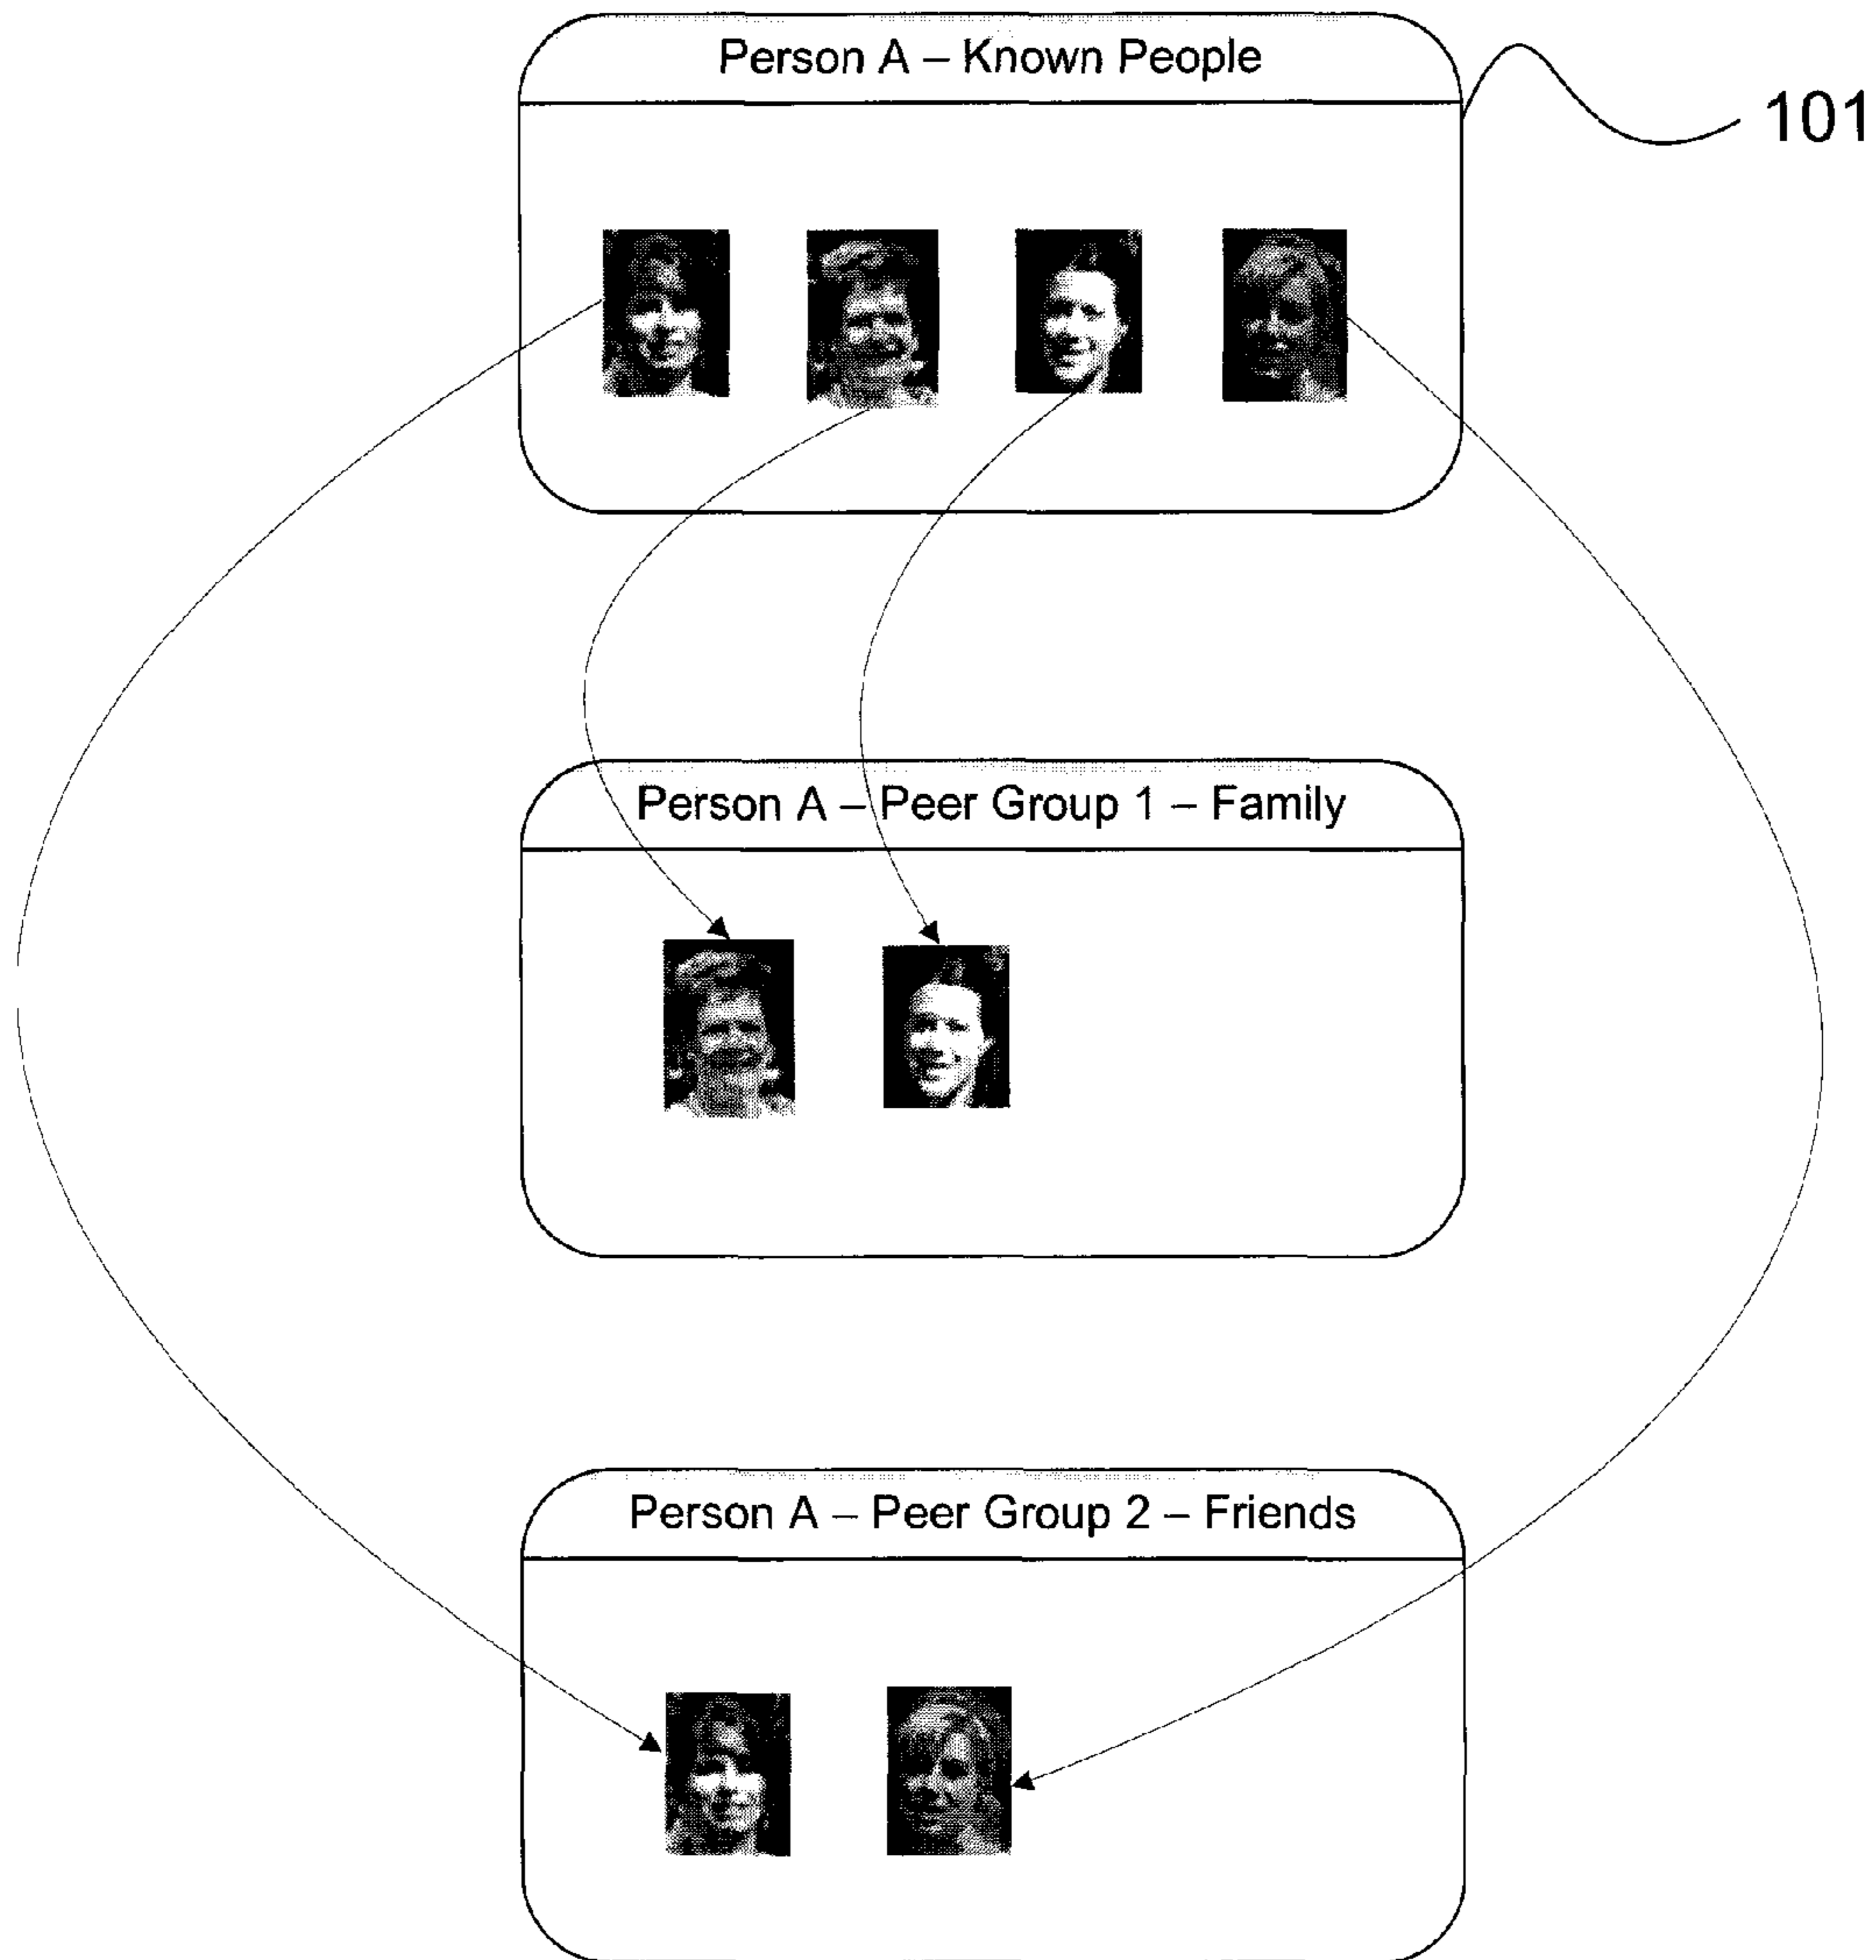 Person A – Known People
101
Person A – Peer Group 1 – Family
Person A – Peer Group 2 – Friends